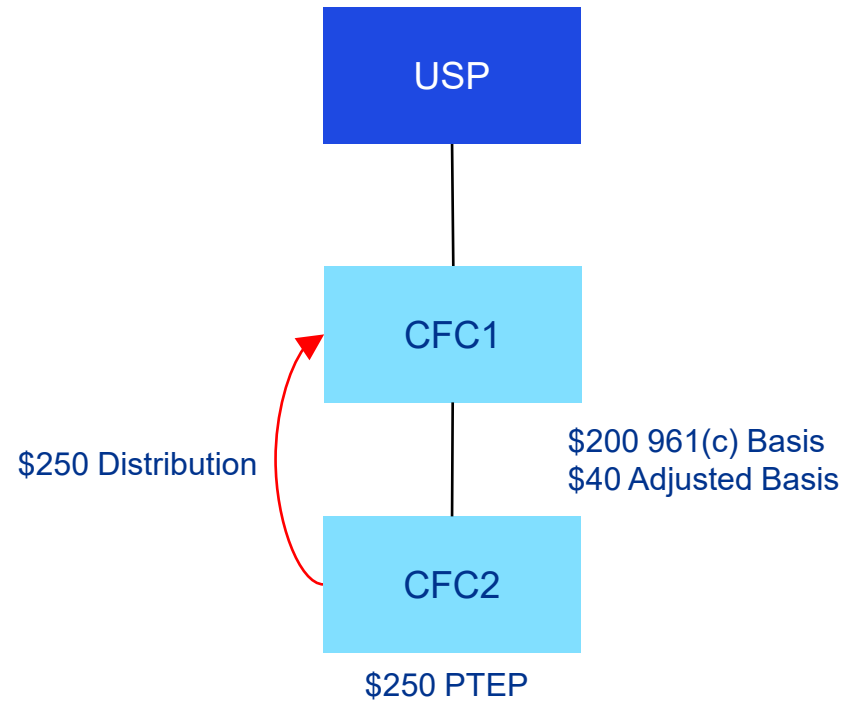 USP
CFC1
$250 Distribution
$200 961(c) Basis
$40 Adjusted Basis
CFC2
$250 PTEP